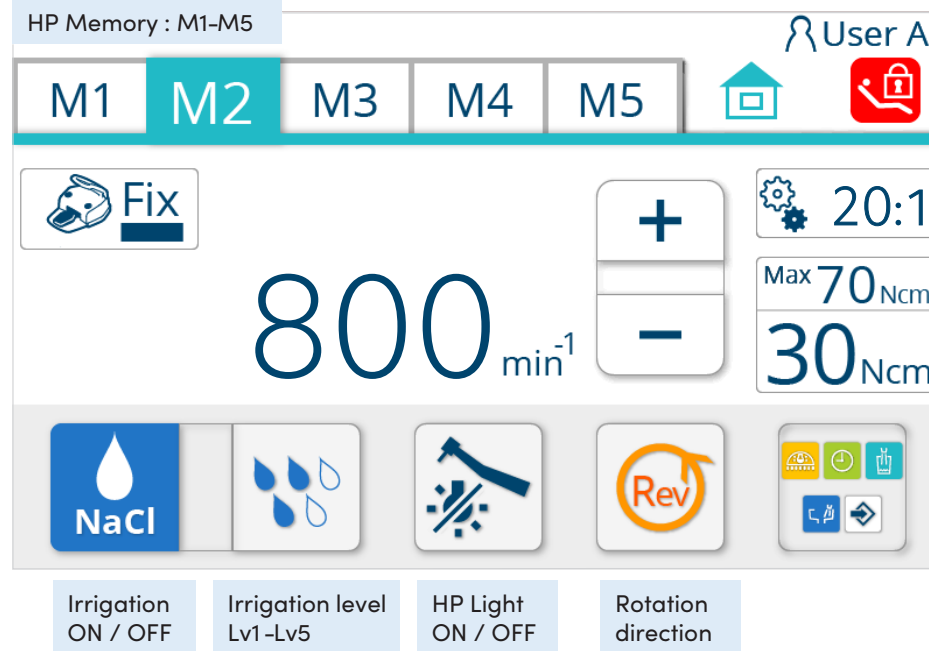 HP Memory : M1-M5
User A
M1 M2 M3 M4 M5
Fix
20:1
Max 70 Ncm
800 min-1
30 Ncm
NaCl
Rev
Irrigation
ON / OFF
Irrigation level
Lv1-Lv5
HP Light
ON / OFF
Rotation
direction